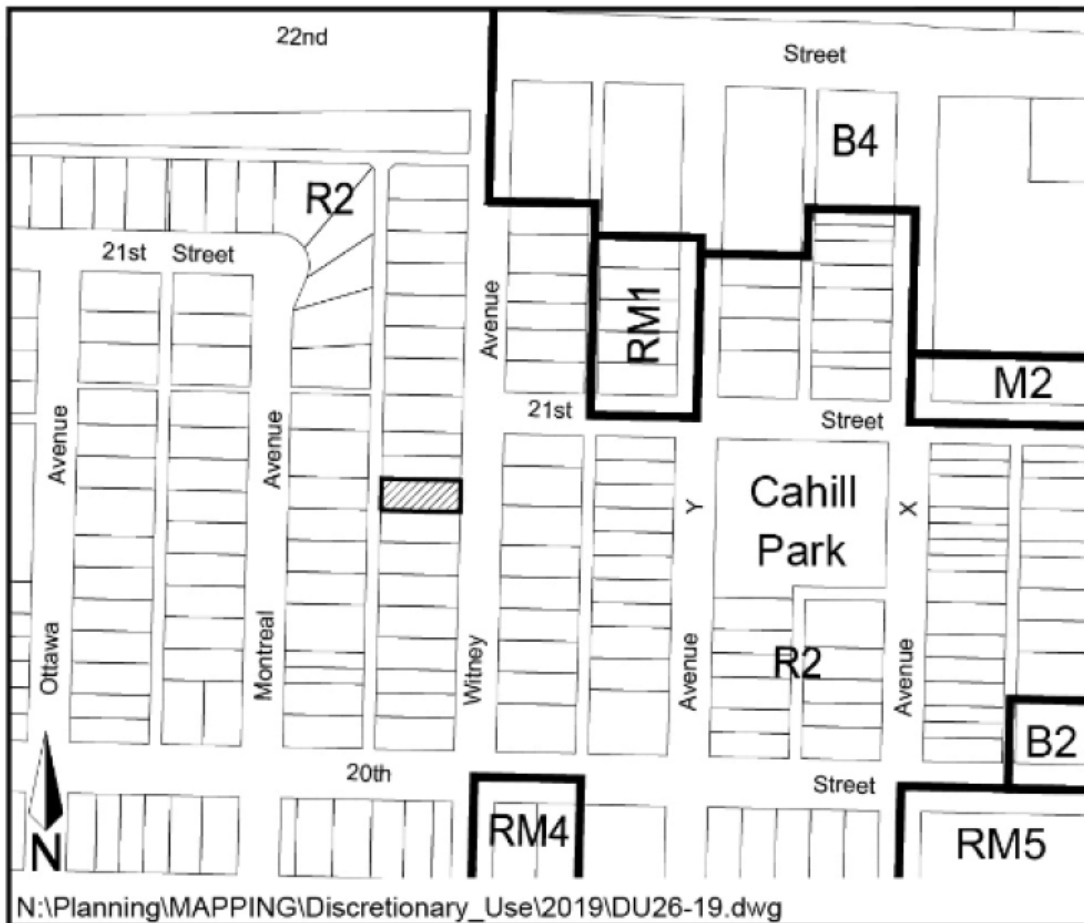 22nd
Street
B4
R2
21st Street
Avenue
RM1
M2
21st
Street
Avenue
Avenue
Cahill
Park
Y
X
Ottawa
Montreal
Witney
Avenue
R2
Avenue
B2
20th
Street
RM4
RM5
N
N:\Planning\MAPPING\Discretionary_Use\2019\DU26-19.dwg